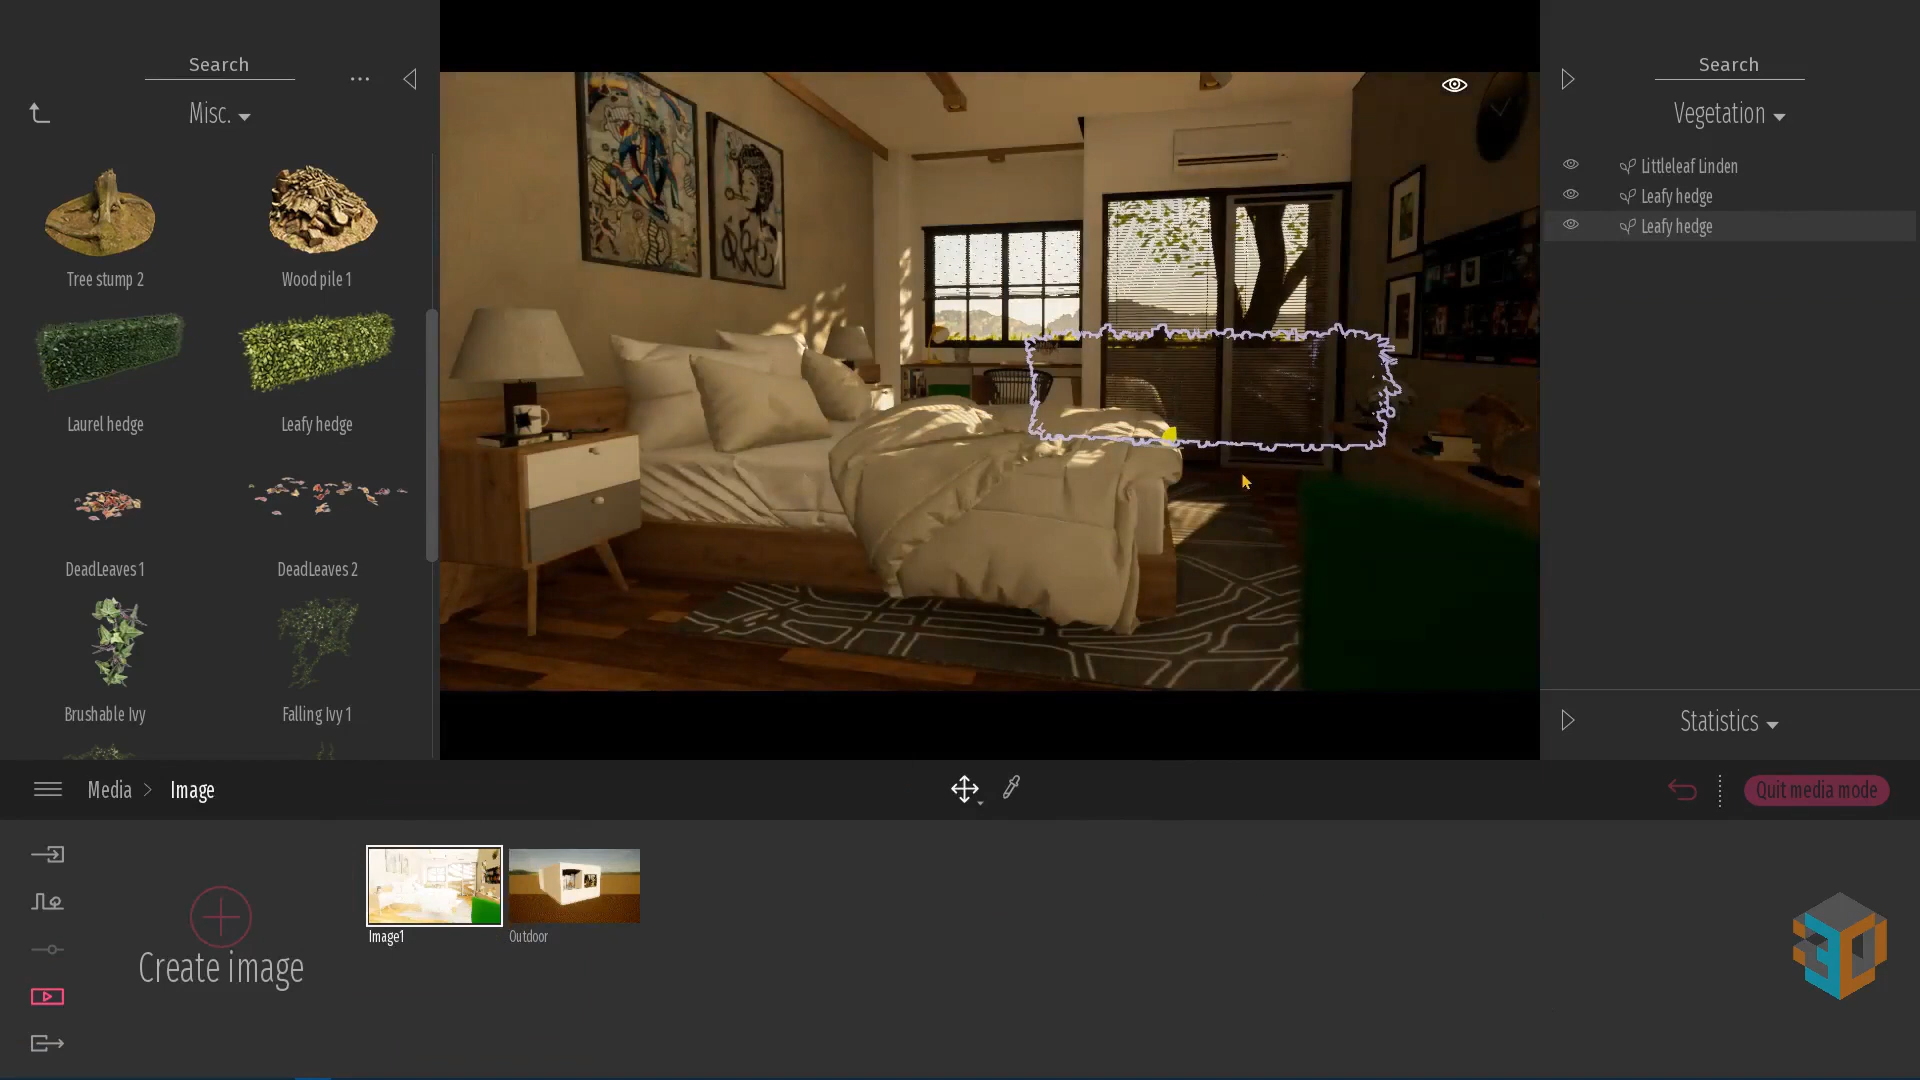 Search
Misc.
Tree stump 2
Wood pile 1
Laurel hedge
Leafy hedge
DeadLeaves 1
DeadLeaves 2
Brushable Ivy
Falling Ivy 1
Search
Vegetation
Littleleaf Linden
Leafy hedge
Leafy hedge
Statistics
Media > Image
Quit media mode
Create image
Image1
Outdoor
3D